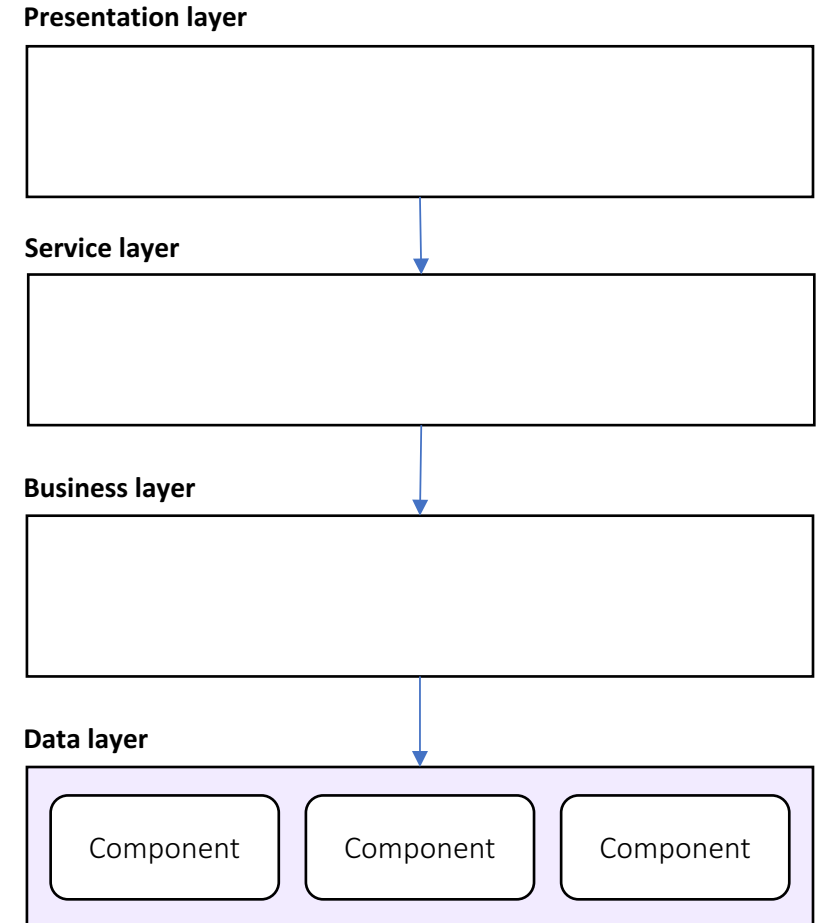 Presentation layer
Service layer
Business layer
Data layer
Component Component Component